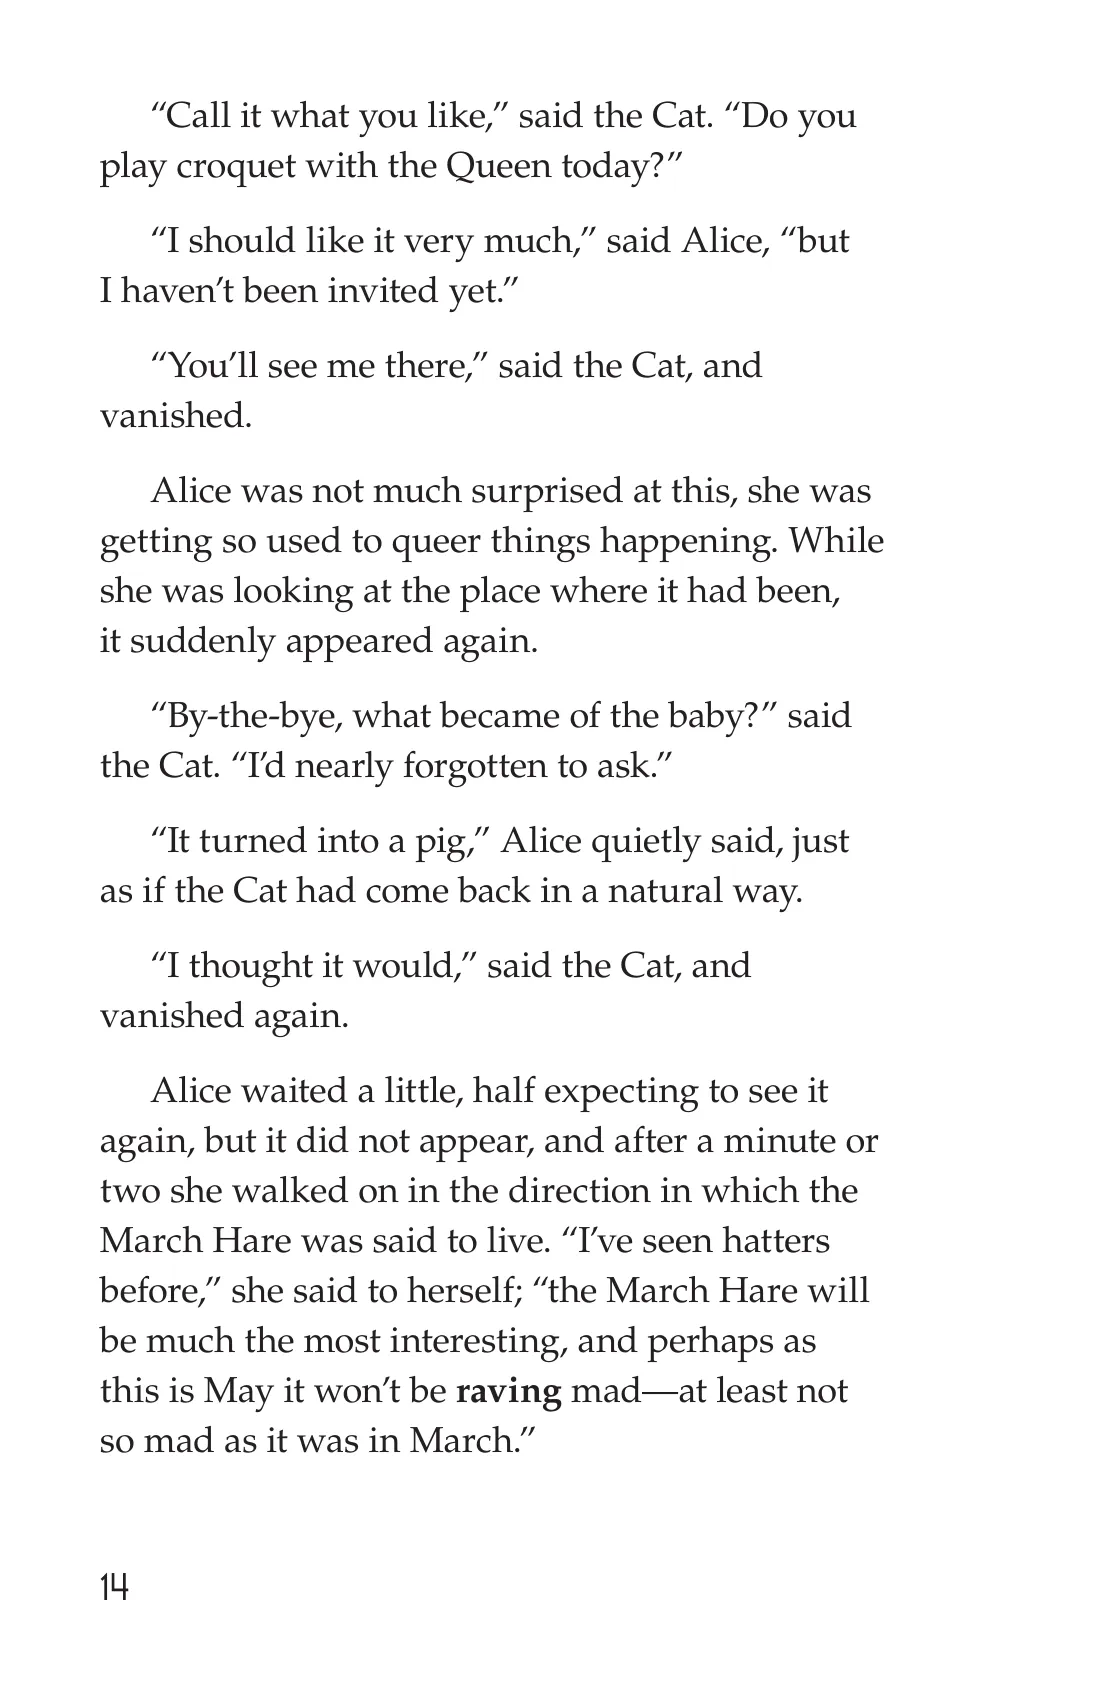 “Call it what you like,” said the Cat. “Do you
play croquet with the Queen today?”
“I should like it very much,” said Alice, “but
I haven’t been invited yet.”
“You’ll see me there,” said the Cat, and
vanished.
Alice was not much surprised at this, she was
getting so used to queer things happening. While
she was looking at the place where it had been,
it suddenly appeared again.
“By-the-bye, what became of the baby?” said
the Cat. “I’d nearly forgotten to ask.”
“It turned into a pig,” Alice quietly said, just
as if the Cat had come back in a natural way.
“I thought it would,” said the Cat, and
vanished again.
Alice waited a little, half expecting to see it
again, but it did not appear, and after a minute or
two she walked on in the direction in which the
March Hare was said to live. “I’ve seen hatters
before,” she said to herself; “the March Hare will
be much the most interesting, and perhaps as
this is May it won’t be raving mad—at least not
so mad as it was in March.”
14